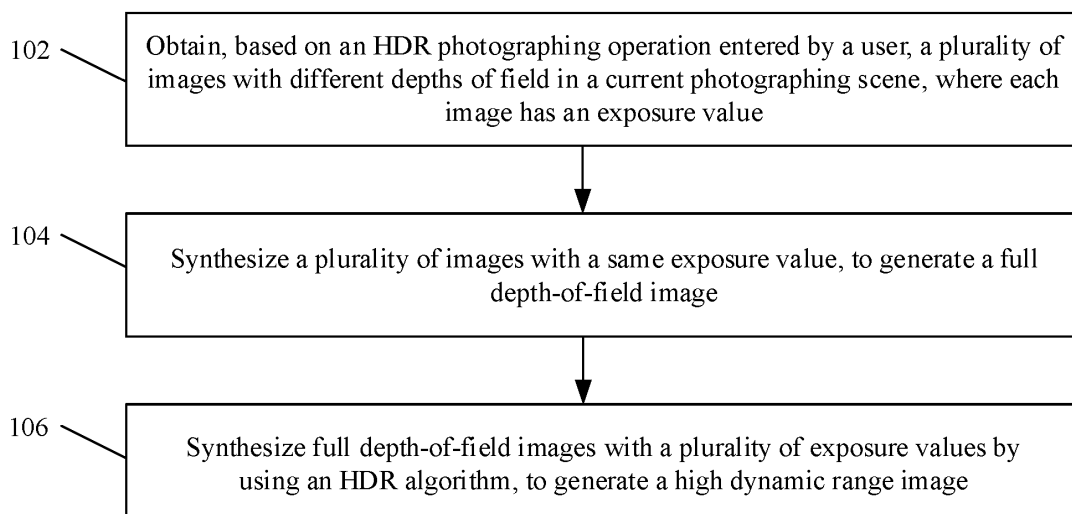 102
Obtain, based on an HDR photographing operation entered by a user, a plurality of
images with different depths of field in a current photographing scene, where each
image has an exposure value
104
Synthesize a plurality of images with a same exposure value, to generate a full
depth-of-field image
106
Synthesize full depth-of-field images with a plurality of exposure values by
using an HDR algorithm, to generate a high dynamic range image